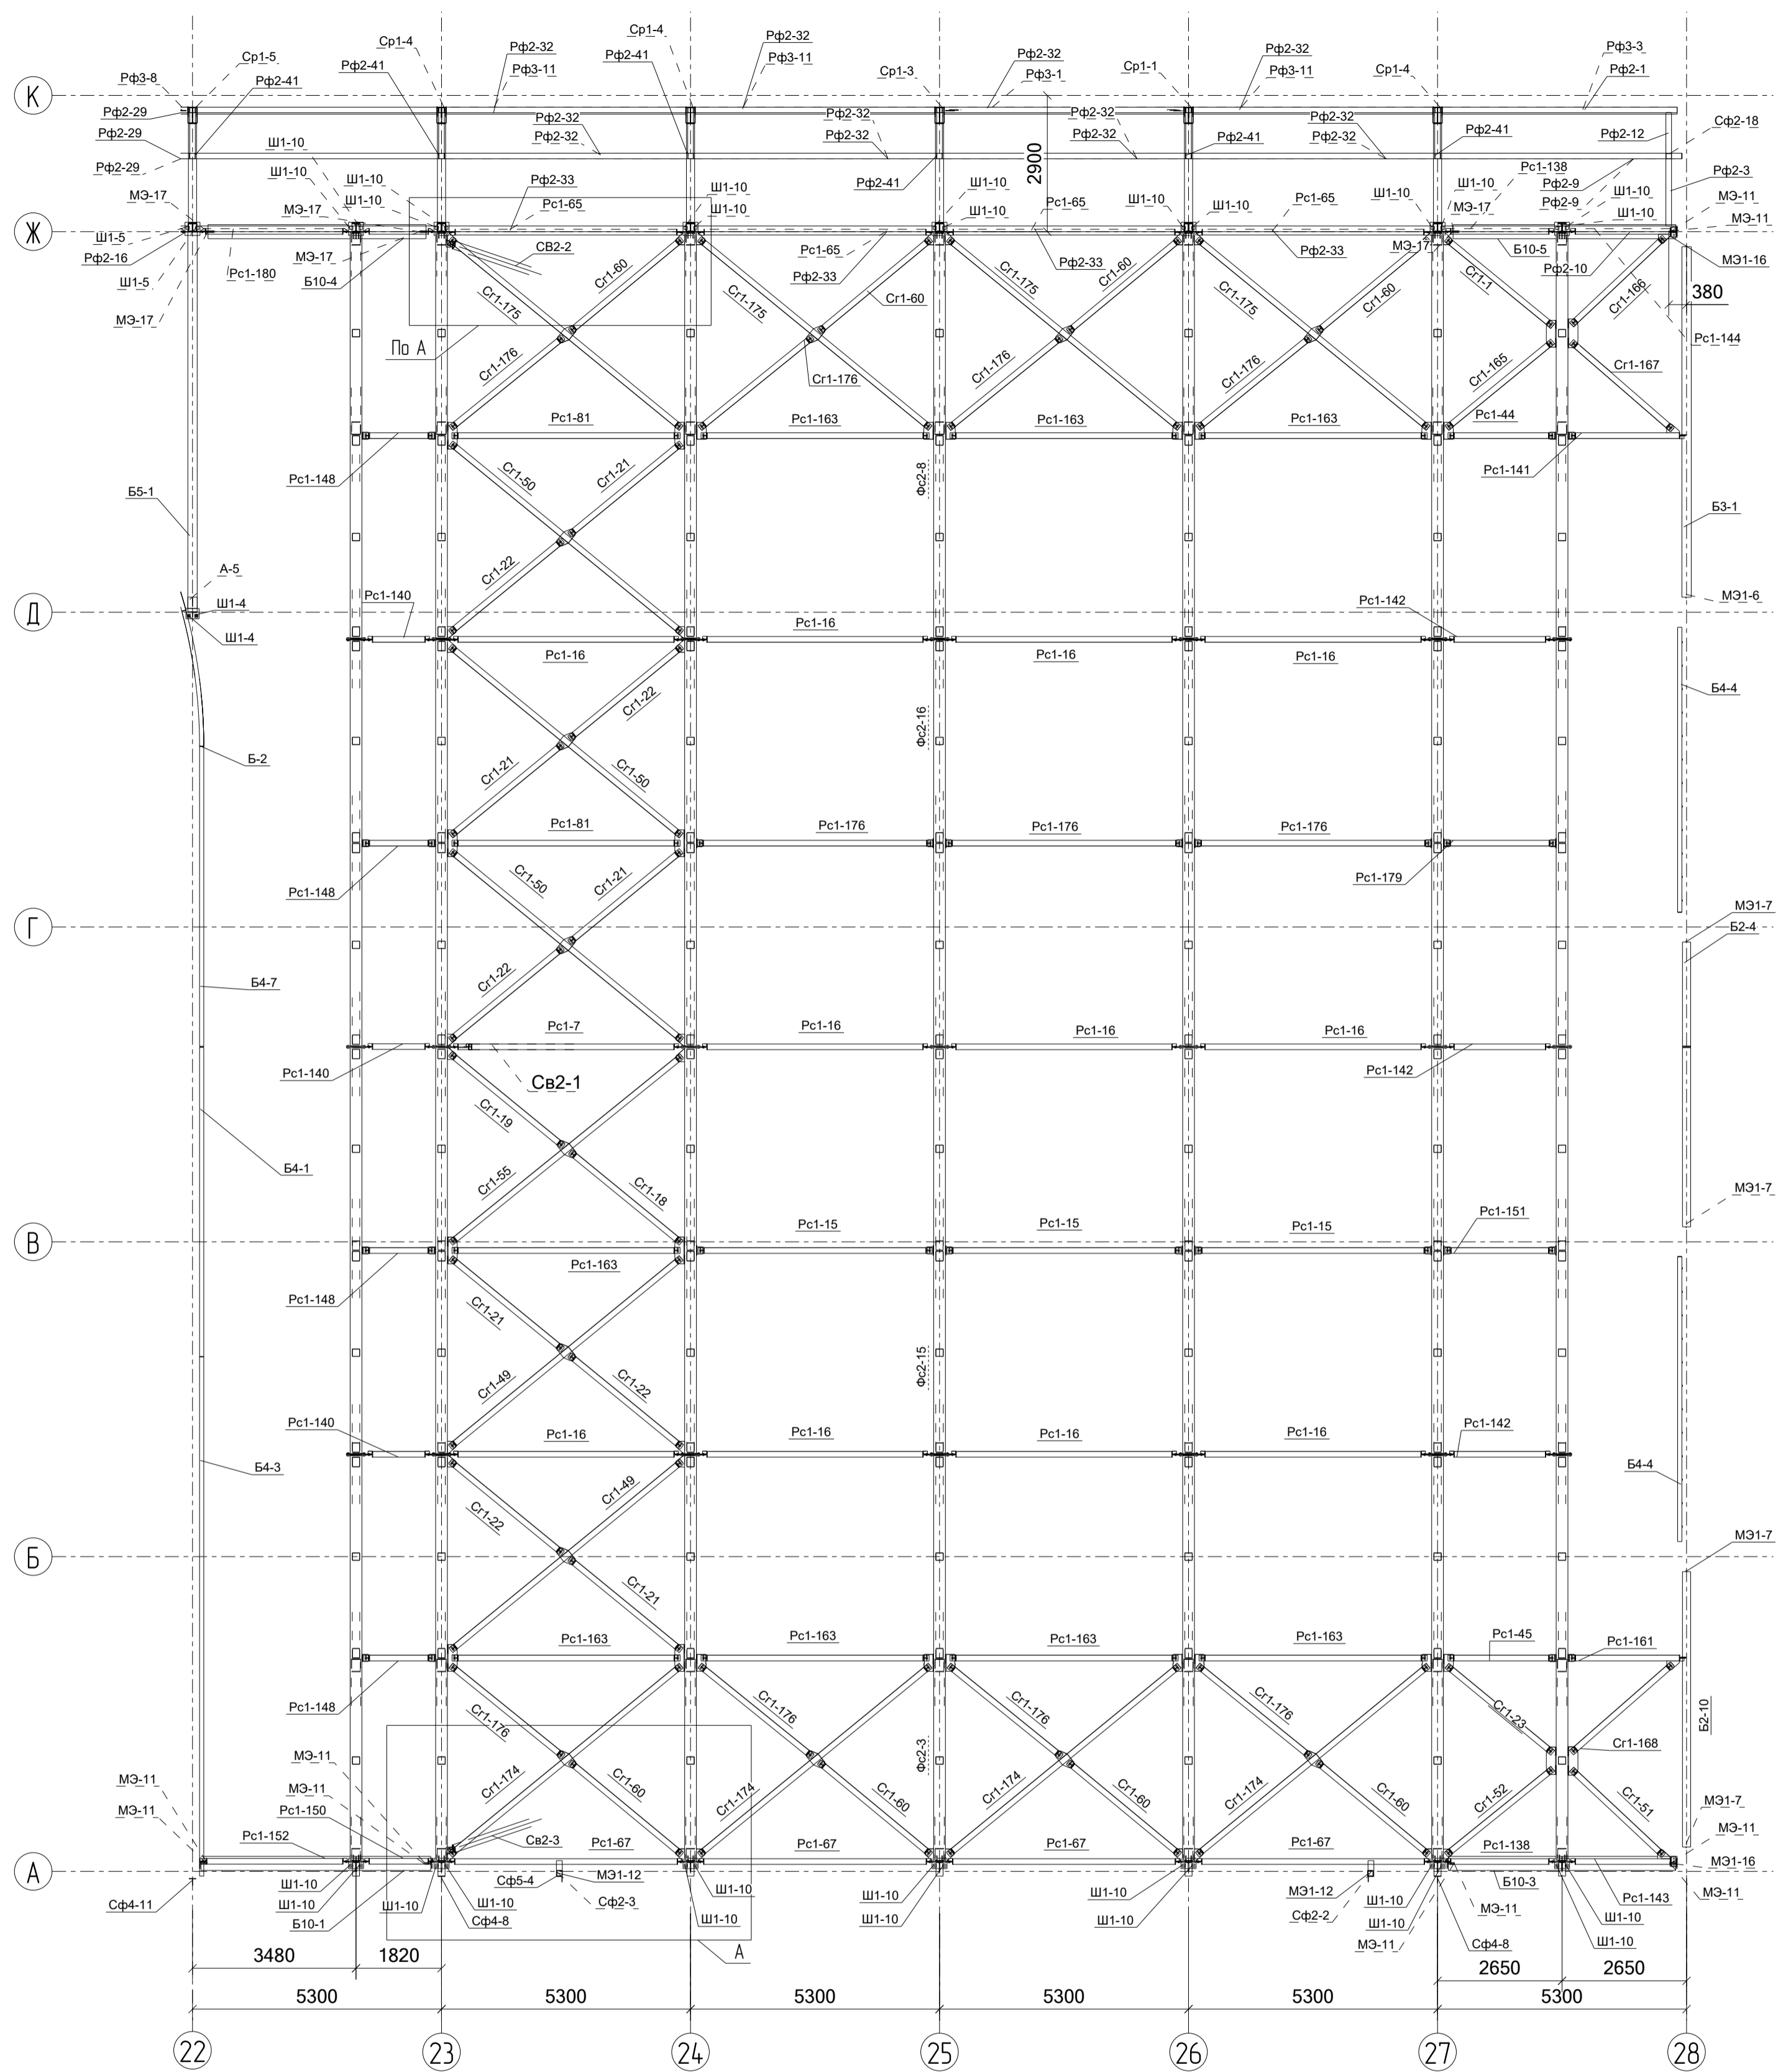 Ср1-4
Рф2-32
Ср1-4
Рф2-32
Рф2-32
Рф2-32
Рф3-3
Рф3-8
Ср1-5
Рф2-41
Рф3-11
Рф2-41
Рф3-11
Ср1-3
Рф3-1
Ср1-1
Рф3-11
Ср1-4
Рф2-1
Рф2-41
К
Рф2-29
Рф2-29
Рф2-29
Рф2-32
Рф2-32
Рф2-32
Рф2-32
Рф2-32
Рф2-32
Рф2-41
Рф2-32
Рф2-32
Рф2-41
Рф2-12
Сф2-18
2900
Ш1-10
Ш1-10
Ш1-10
Рф2-33
Рф2-41
Ш1-10
Рс1-138
Рф2-9
Рф2-3
МЭ-17
МЭ-17
Ш1-10
Рс1-65
Ш1-10
Ш1-10
Ш1-10
Рс1-65
Ш1-10
Ш1-10
Рс1-65
Ш1-10
МЭ-17
Рф2-9
Ш1-10
Ш1-10
МЭ-11
МЭ-11
Ж
Ш1-5
Рф2-16
Ш1-5
МЭ-17
Рс1-180
Б10-4
МЭ-17
СВ2-2
Рс1-65
Рф2-33
Рф2-33
Рф2-33
МЭ-17
Б10-5
Рф2-10
МЭ1-16
380
Сг1-175
Сг1-60
Сг1-175
Сг1-60
Сг1-175
Сг1-60
Сг1-175
Сг1-60
Сг1-1
Сг1-166
Рс1-144
По А
Сг1-176
Сг1-176
Сг1-176
Сг1-176
Сг1-165
Сг1-167
Рс1-81
Рс1-163
Рс1-163
Рс1-163
Рс1-44
Рс1-148
Рс1-141
Б5-1
Сг1-50
Сг1-21
Фс2-8
Б3-1
Сг1-22
А-5
Ш1-4
Ш1-4
Д
Рс1-140
Рс1-16
Рс1-16
Рс1-16
Рс1-16
Рс1-142
МЭ1-6
Сг1-22
Б4-4
Б-2
Сг1-21
Сг1-50
Фс2-16
Рс1-81
Рс1-176
Рс1-176
Рс1-176
Рс1-148
Рс1-179
Сг1-50
Сг1-21
МЭ1-7
Б2-4
Г
Б4-7
Сг1-22
Рс1-7
Рс1-16
Рс1-16
Рс1-16
Рс1-140
Св2-1
Рс1-142
Сг1-19
Б4-1
Сг1-55
Сг1-18
МЭ1-7
Рс1-15
Рс1-15
Рс1-15
Рс1-151
В
Рс1-163
Рс1-148
Сг1-21
Сг1-49
Сг1-22
Фс2-15
Рс1-140
Рс1-16
Рс1-16
Рс1-16
Рс1-16
Рс1-142
Б4-3
Сг1-49
Сг1-22
Б4-4
МЭ1-7
Б
Сг1-21
Рс1-163
Рс1-163
Рс1-163
Рс1-163
Рс1-45
Рс1-161
Рс1-148
Сг1-176
Сг1-176
Сг1-176
Сг1-176
Сг1-23
Б2-10
Сг1-168
МЭ-11
МЭ-11
МЭ-11
МЭ-11
Рс1-150
Рс1-152
Сг1-174
Сг1-60
Фс2-3
Сг1-174
Сг1-60
Сг1-174
Сг1-60
Сг1-174
Сг1-60
Сг1-52
Сг1-51
МЭ1-7
МЭ-11
Св2-3
Рс1-67
Рс1-67
Рс1-67
Рс1-67
Рс1-138
А
МЭ1-16
Сф4-11
Ш1-10
Ш1-10
Б10-1
Ш1-10
Ш1-10
Сф4-8
Сф5-4
МЭ1-12
Сф2-3
Ш1-10
Ш1-10
Ш1-10
Ш1-10
Ш1-10
Ш1-10
МЭ1-12
Сф2-2
Ш1-10
Ш1-10
МЭ-11
МЭ-11
Сф4-8
Б10-3
Рс1-143
МЭ-11
Ш1-10
Ш1-10
А
3480
1820
2650
2650
5300
5300
5300
5300
5300
5300
22
23
24
25
26
27
28